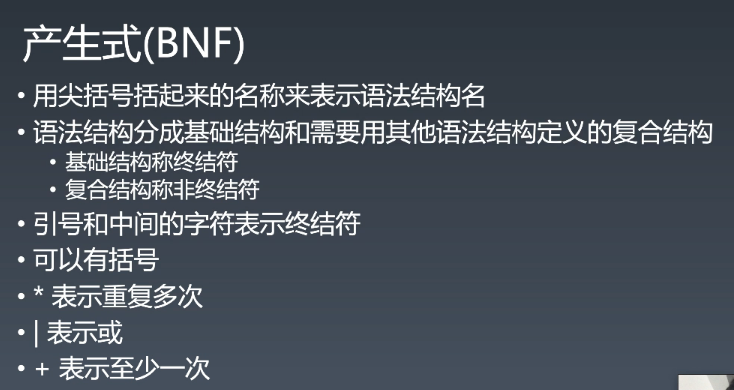 产生式(BNF)
• 用尖括号括起来的名称来表示语法结构名
• 语法结构分成基础结构和需要用其他语法结构定义的复合结构
• 基础结构称终结符
• 复合结构称非终结符
• 引号和中间的字符表示终结符
• 可以有括号
• * 表示重复多次
• | 表示或
• + 表示至少一次